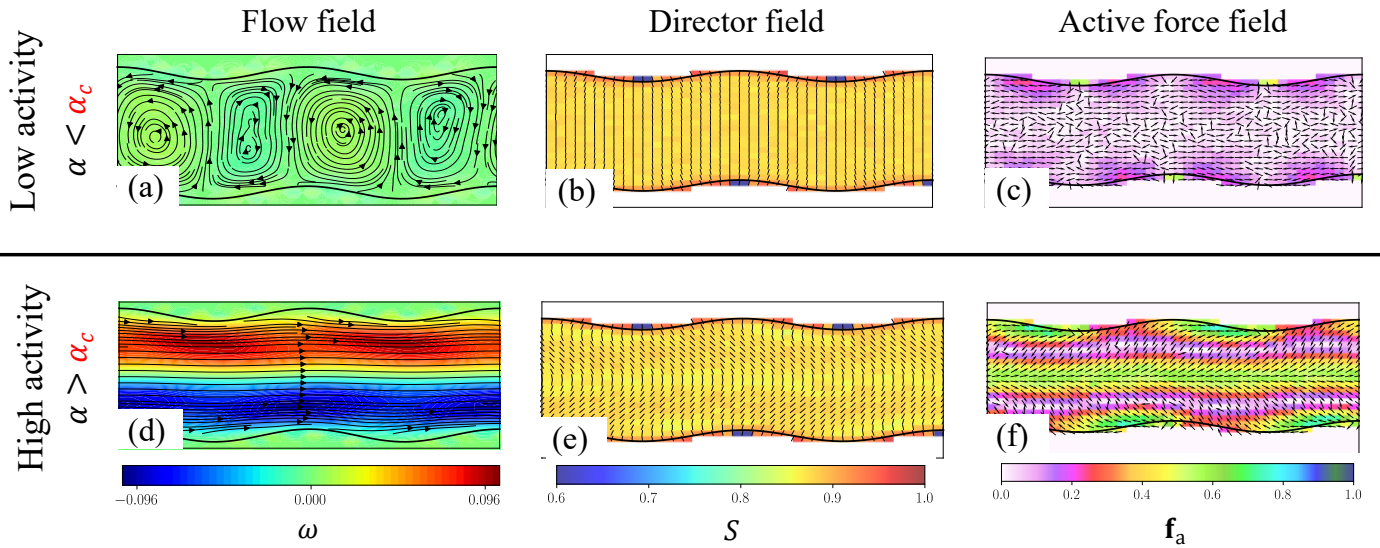 Flow field
Director field
Active force field
Low activity
α < α_c
(a)
(b)
(c)
High activity
α > α_c
(d)
(e)
(f)
−0.096
0.000
0.096
ω
0.6
0.7
0.8
0.9
1.0
S
0.0
0.2
0.4
0.6
0.8
1.0
f_a